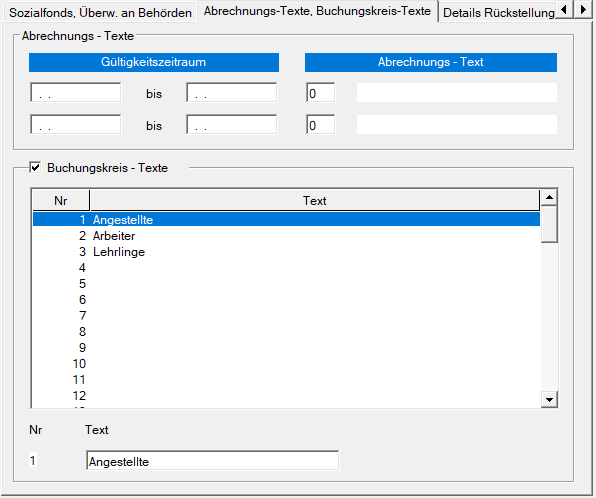 Sozialfonds, Überw. an Behörden Abrechnungs-Texte, Buchungskreis-Texte Details Rückstellung
Abrechnungs - Texte
Gültigkeitszeitraum Abrechnungs - Text
. . bis . . 0
. . bis . . 0
Buchungskreis - Texte
Nr Text
1 Angestellte
2 Arbeiter
3 Lehrlinge
4
5
6
7
8
9
10
11
12
Nr Text
1 Angestellte